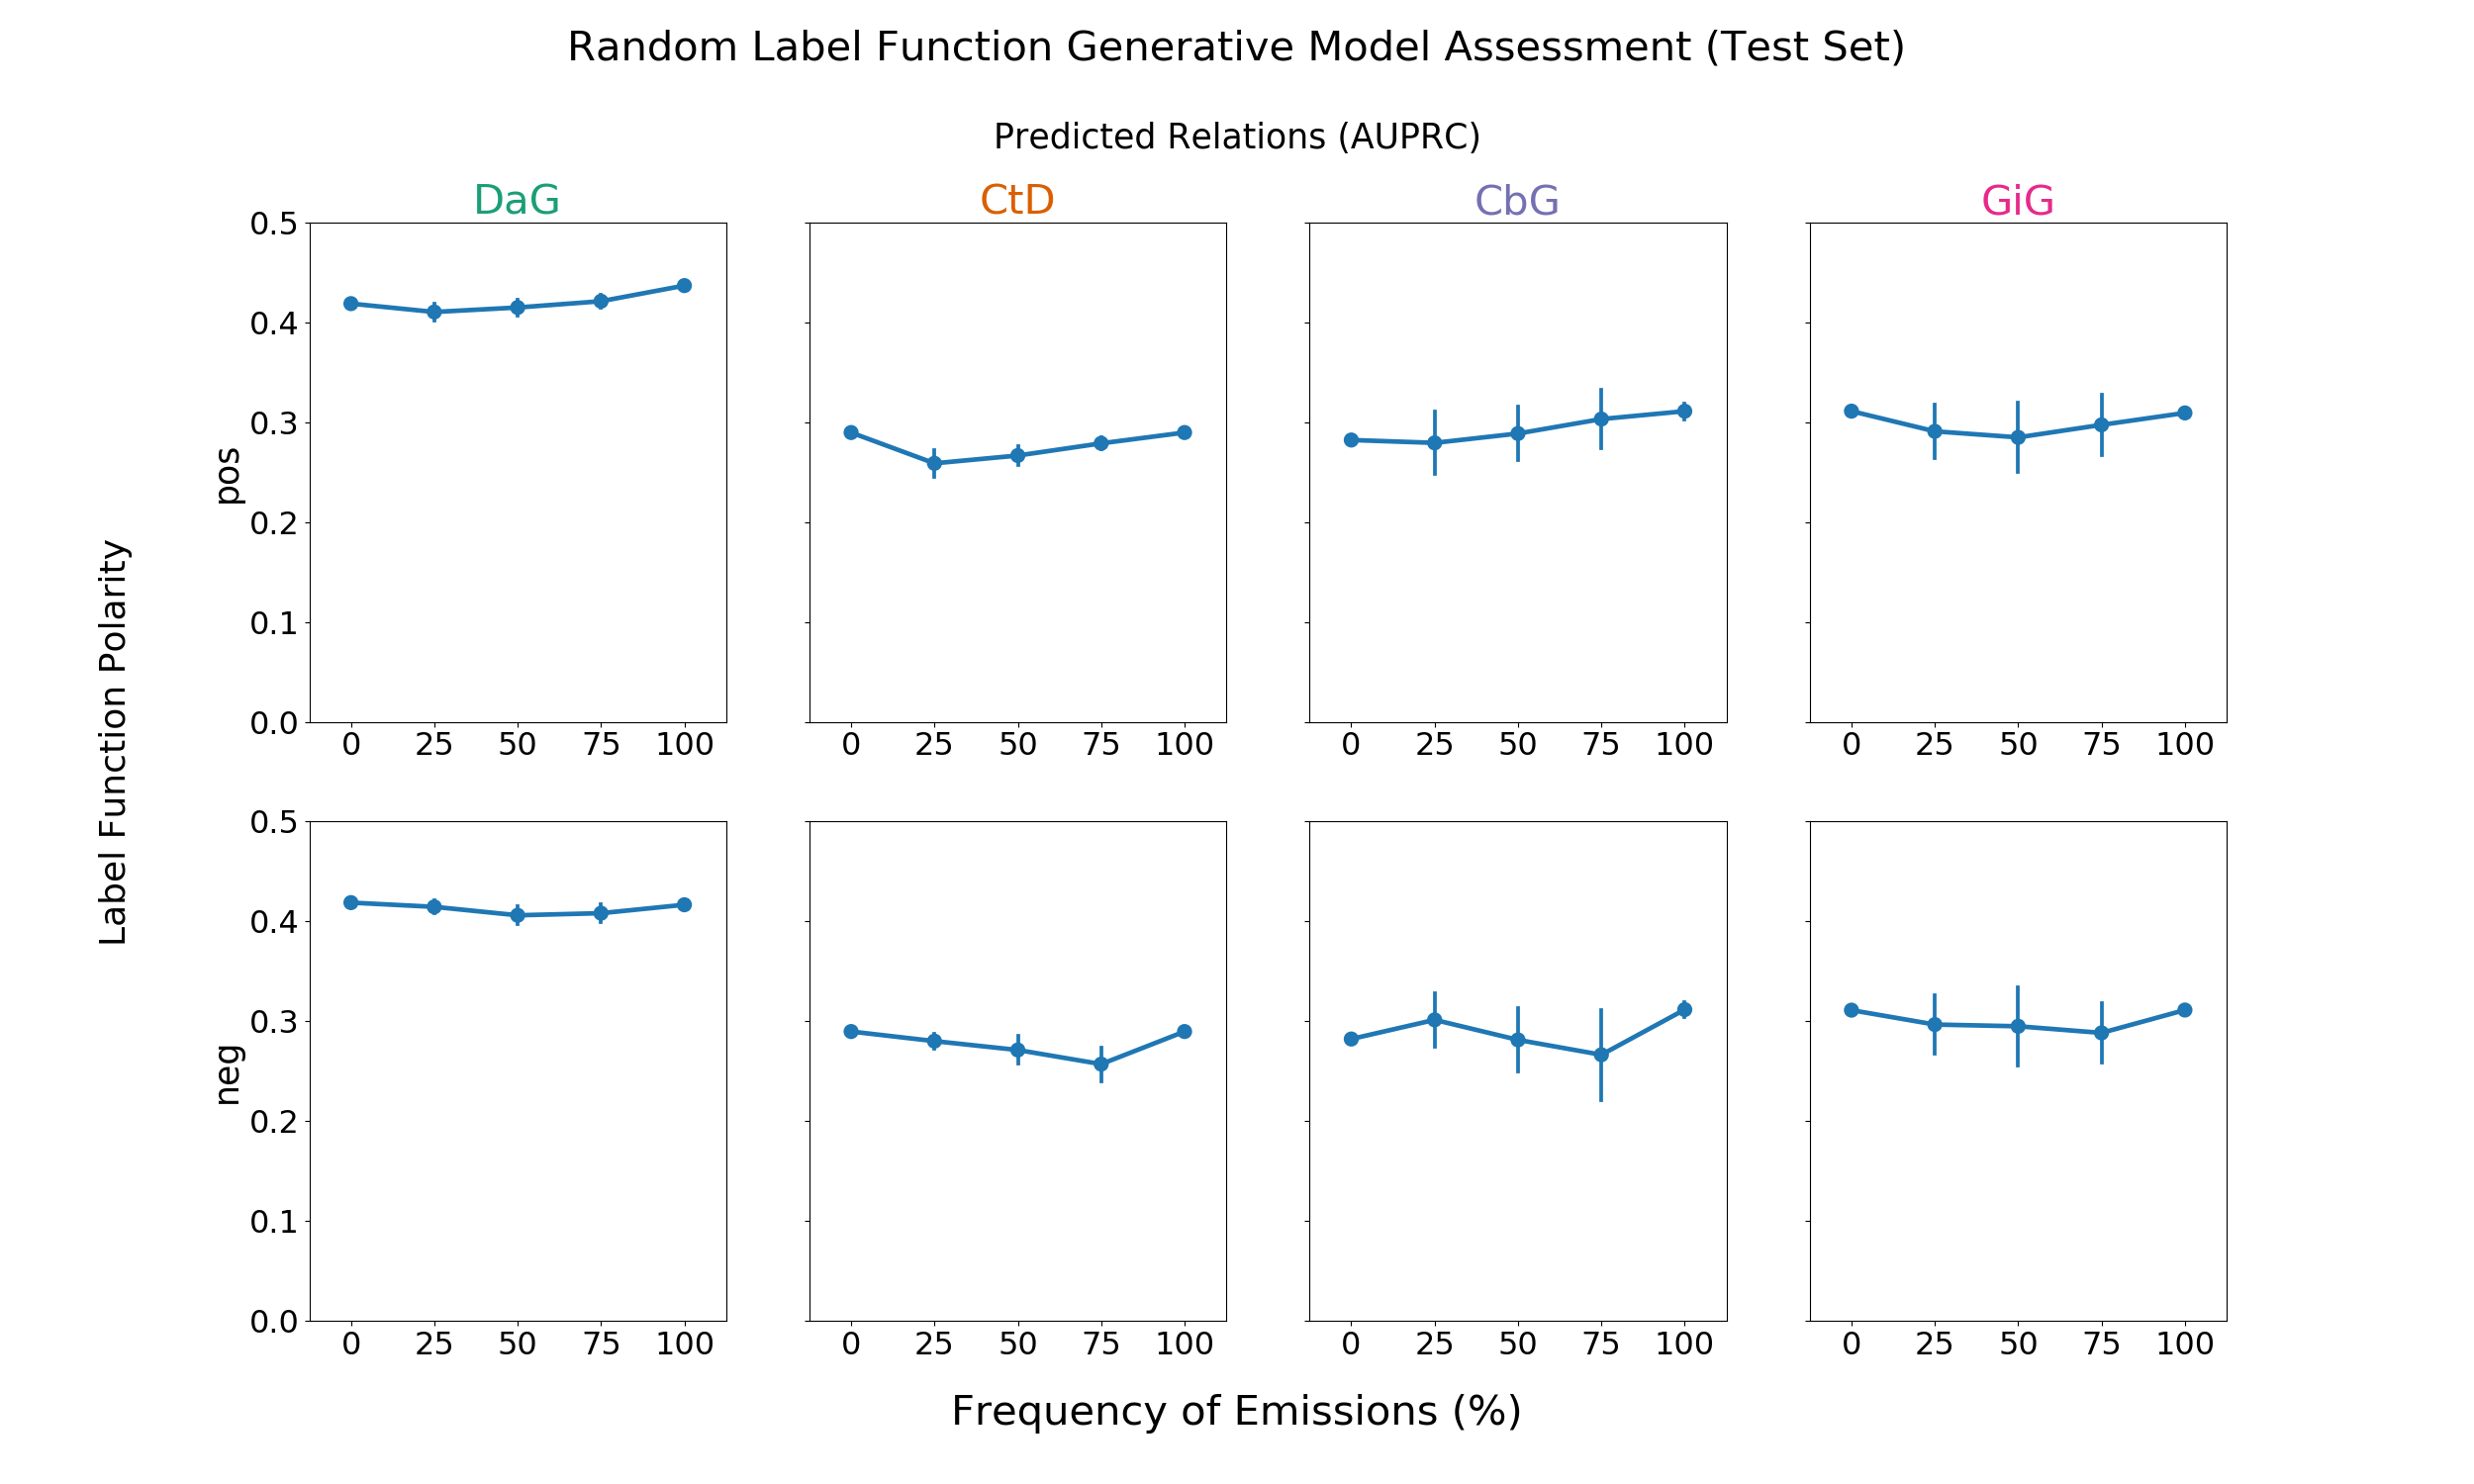 Random Label Function Generative Model Assessment (Test Set)
Predicted Relations (AUPRC)
DaG CtD CbG GiG
Label Function Polarity
pos
0.5
0.4
0.3
0.2
0.1
0.0
0 25 50 75 100 0 25 50 75 100 0 25 50 75 100 0 25 50 75 100
neg
0.5
0.4
0.3
0.2
0.1
0.0
0 25 50 75 100 0 25 50 75 100 0 25 50 75 100 0 25 50 75 100
Frequency of Emissions (%)